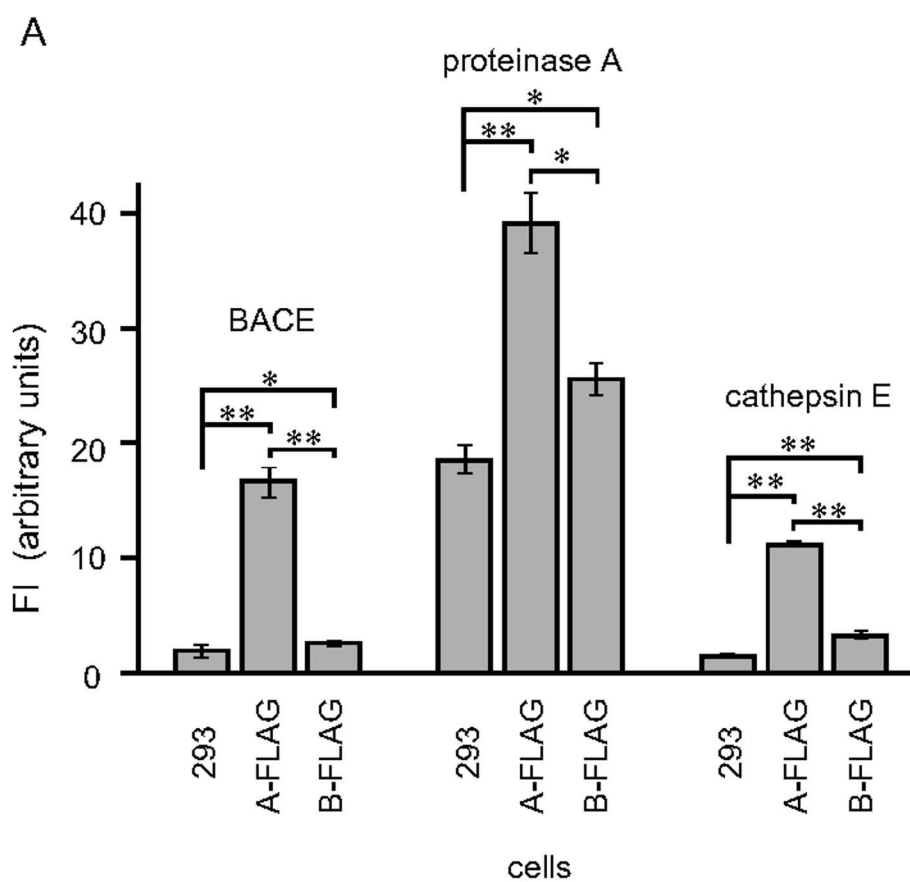 A
proteinase A
*
**
*
40
30
BACE
*
**
**
cathepsin E
**
**
**
20
10
0
FI (arbitrary units)
293
A-FLAG
B-FLAG
293
A-FLAG
B-FLAG
293
A-FLAG
B-FLAG
cells